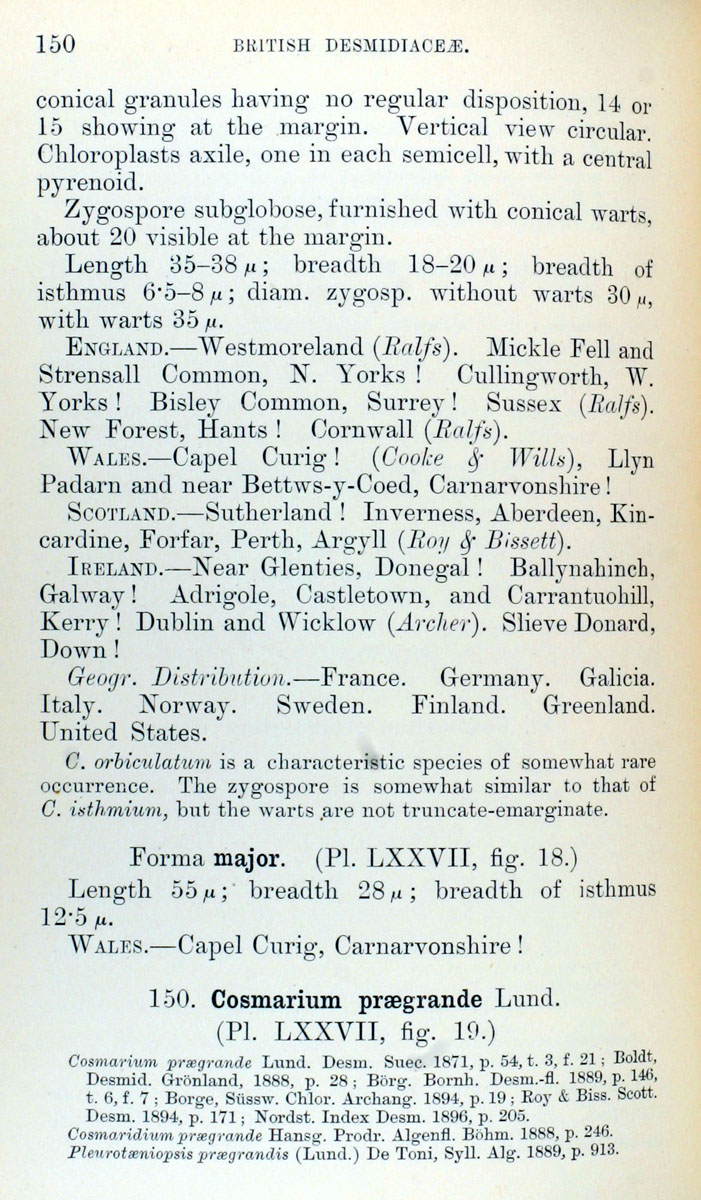 150 BRITISH DESMIDIACEÆ.
conical granules having no regular disposition, 14 or
15 showing at the margin. Vertical view circular.
Chloroplasts axile, one in each semicell, with a central
pyrenoid.
Zygospore subglobose, furnished with conical warts,
about 20 visible at the margin.
Length 35–38 µ; breadth 18–20 µ; breadth of
isthmus 6·5–8 µ; diam. zygosp. without warts 30 µ,
with warts 35 µ.
ENGLAND.—Westmoreland (Ralfs). Mickle Fell and
Strensall Common, N. Yorks! Cullingworth, W.
Yorks! Bisley Common, Surrey! Sussex (Ralfs).
New Forest, Hants! Cornwall (Ralfs).
WALES.—Capel Curig! (Cooke & Wills), Llyn
Padarn and near Bettws-y-Coed, Carnarvonshire!
SCOTLAND.—Sutherland! Inverness, Aberdeen, Kin-
cardine, Forfar, Perth, Argyll (Roy & Bissett).
IRELAND.—Near Glenties, Donegal! Ballynahinch,
Galway! Adrigole, Castletown, and Carrantuohill,
Kerry! Dublin and Wicklow (Archer). Slieve Donard,
Down!
Geogr. Distribution.—France. Germany. Galicia.
Italy. Norway. Sweden. Finland. Greenland.
United States.
C. orbiculatum is a characteristic species of somewhat rare
occurrence. The zygospore is somewhat similar to that of
C. isthmium, but the warts are not truncate-emarginate.
Forma major. (Pl. LXXVII, fig. 18.)
Length 55 µ; breadth 28 µ; breadth of isthmus
12·5 µ.
WALES.—Capel Curig, Carnarvonshire!
150. Cosmarium prægrande Lund.
(Pl. LXXVII, fig. 19.)
Cosmarium prægrande Lund. Desm. Suec. 1871, p. 54, t. 3, f. 21; Boldt,
Desmid. Grönland, 1888, p. 28; Börg. Bornh. Desm.-fl. 1889, p. 146,
t. 6, f. 7; Borge, Süssw. Chlor. Archang. 1894, p. 19; Roy & Biss. Scott.
Desm. 1894, p. 171; Nordst. Index Desm. 1896, p. 205.
Cosmaridium prægrande Hansg. Prodr. Algenfl. Böhm. 1888, p. 246.
Pleurotæniopsis prægrandis (Lund.) De Toni, Syll. Alg. 1889, p. 913.